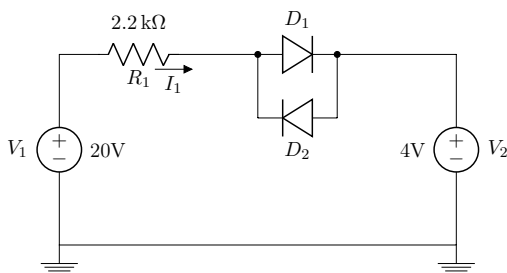 2.2 kΩ
R₁
I₁
D₁
D₂
V₁
+
−
20V
4V
+
−
V₂